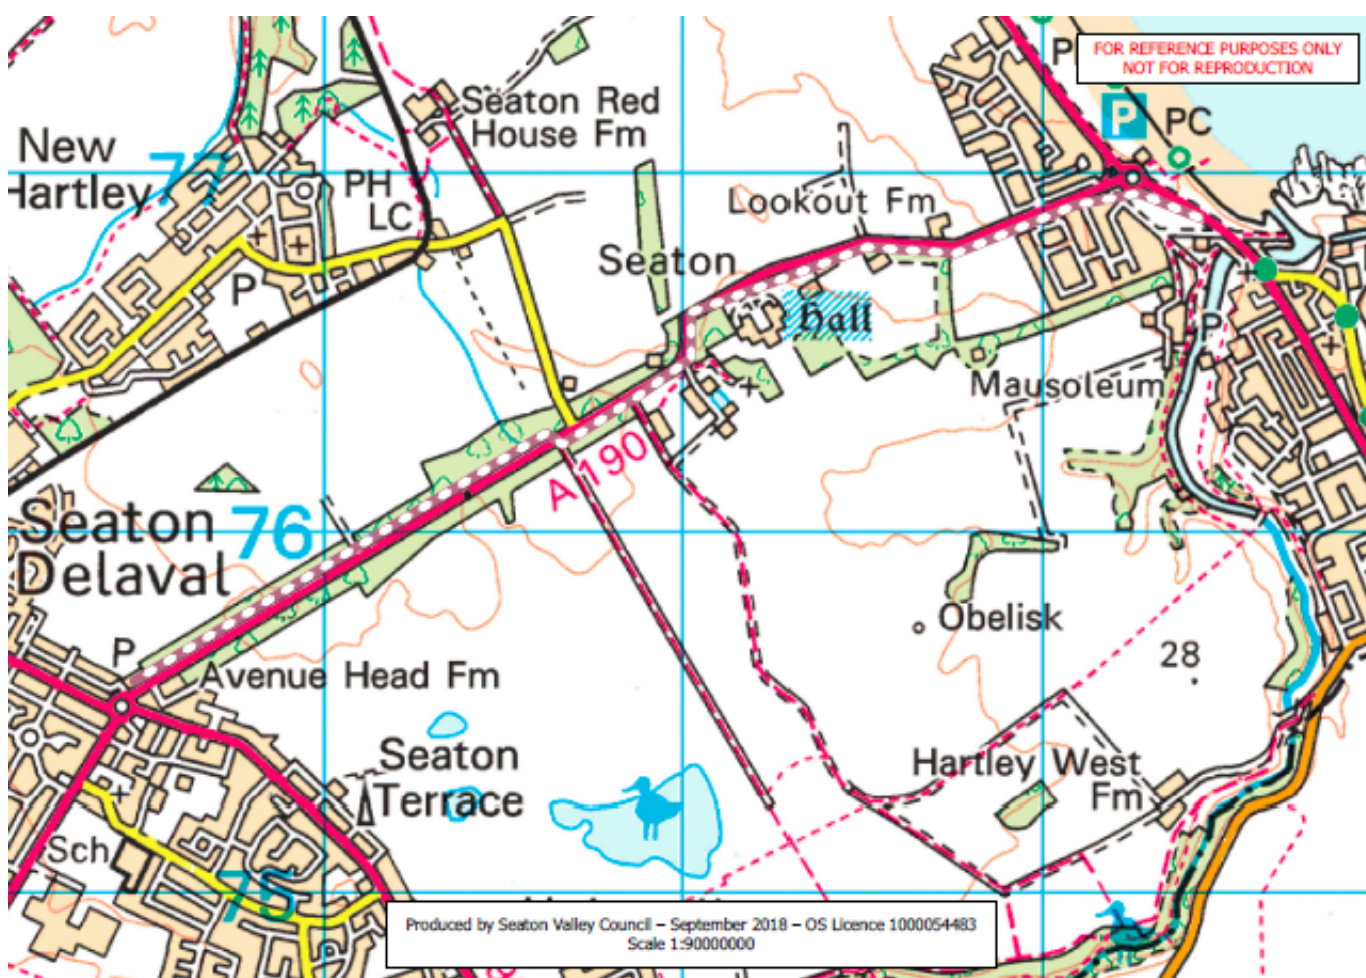 FOR REFERENCE PURPOSES ONLY
NOT FOR REPRODUCTION
P
PC
Seaton Red
House Fm
New
Hartley
77
PH
LC
Lookout Fm
Seaton
Hall
P
P
Mausoleum
A 190
Seaton
Delaval
76
Obelisk
P
28
Avenue Head Fm
Seaton
Terrace
Hartley West
Fm
Sch
75
Produced by Seaton Valley Council – September 2018 – OS Licence 1000054483
Scale 1:90000000